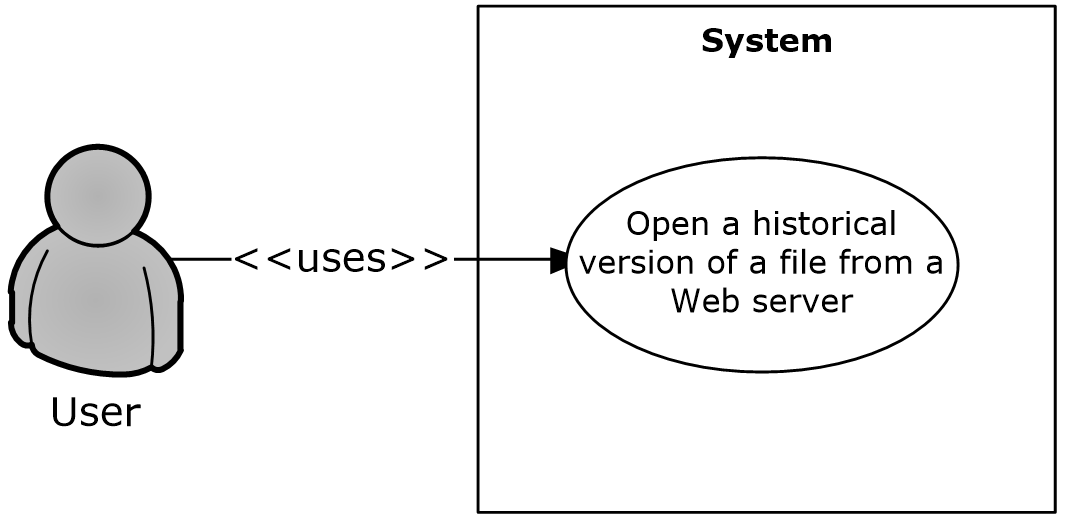 System
Open a historical
version of a file from a
Web server
<<uses>>
User